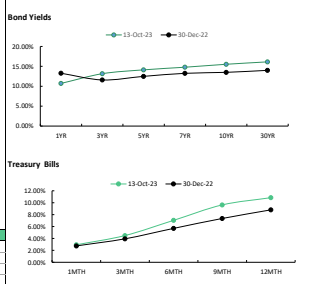 Bond Yields
13-Oct-23 30-Dec-22
20.00%
15.00%
10.00%
5.00%
0.00%
1YR 3YR 5YR 7YR 10YR 30YR
Treasury Bills
13-Oct-23 30-Dec-22
12.00%
10.00%
8.00%
6.00%
4.00%
2.00%
0.00%
1MTH 3MTH 6MTH 9MTH 12MTH